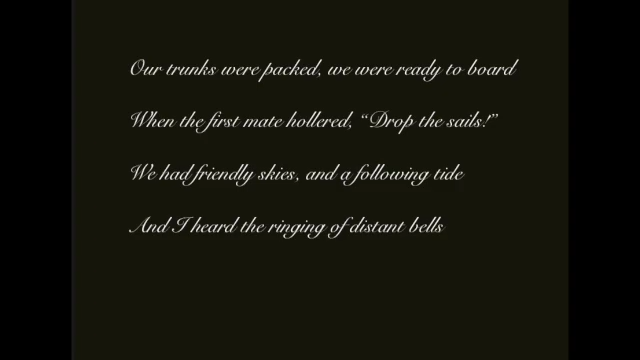 Our trunks were packed, we were ready to board
When the first mate hollered, “Drop the sails!”
We had friendly skies, and a following tide
And I heard the ringing of distant bells